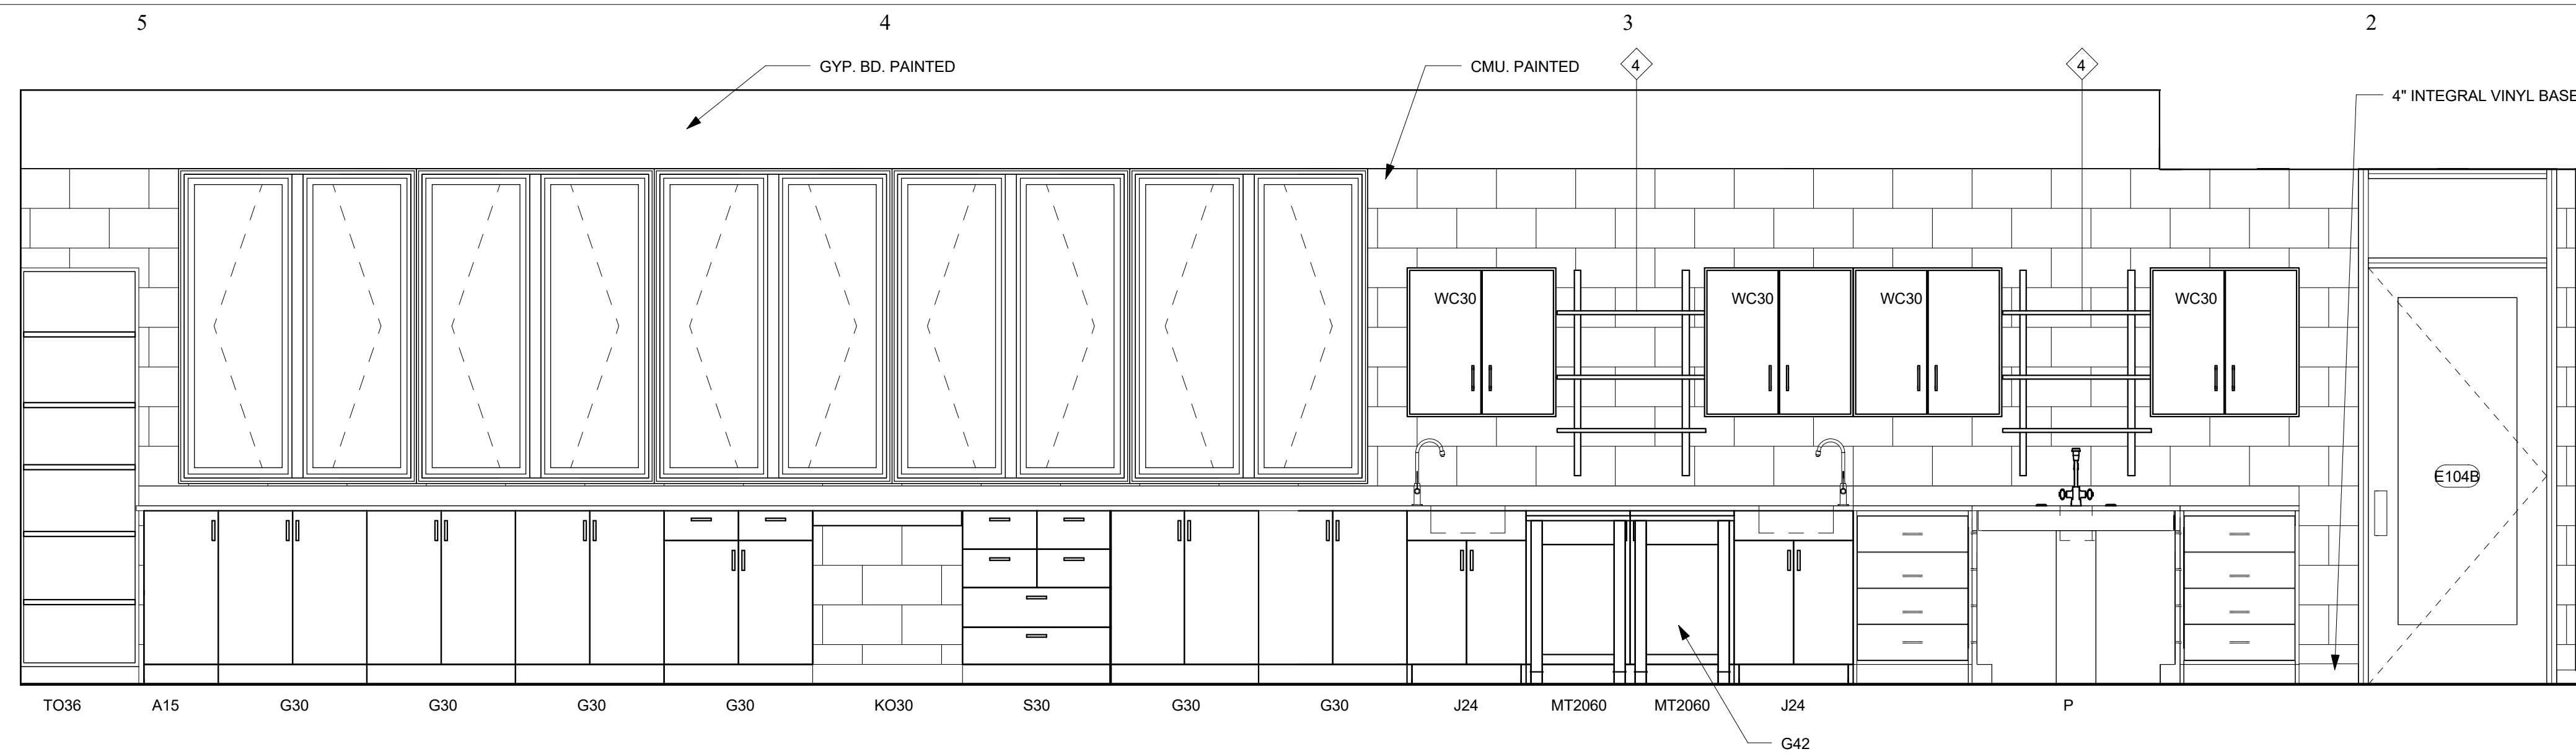 5
4
3
2
GYP. BD. PAINTED
CMU. PAINTED
4
4
4" INTEGRAL VINYL BASE
WC30
WC30
WC30
WC30
E104B
TO36
A15
G30
G30
G30
G30
KO30
S30
G30
G30
J24
MT2060
MT2060
J24
P
G42